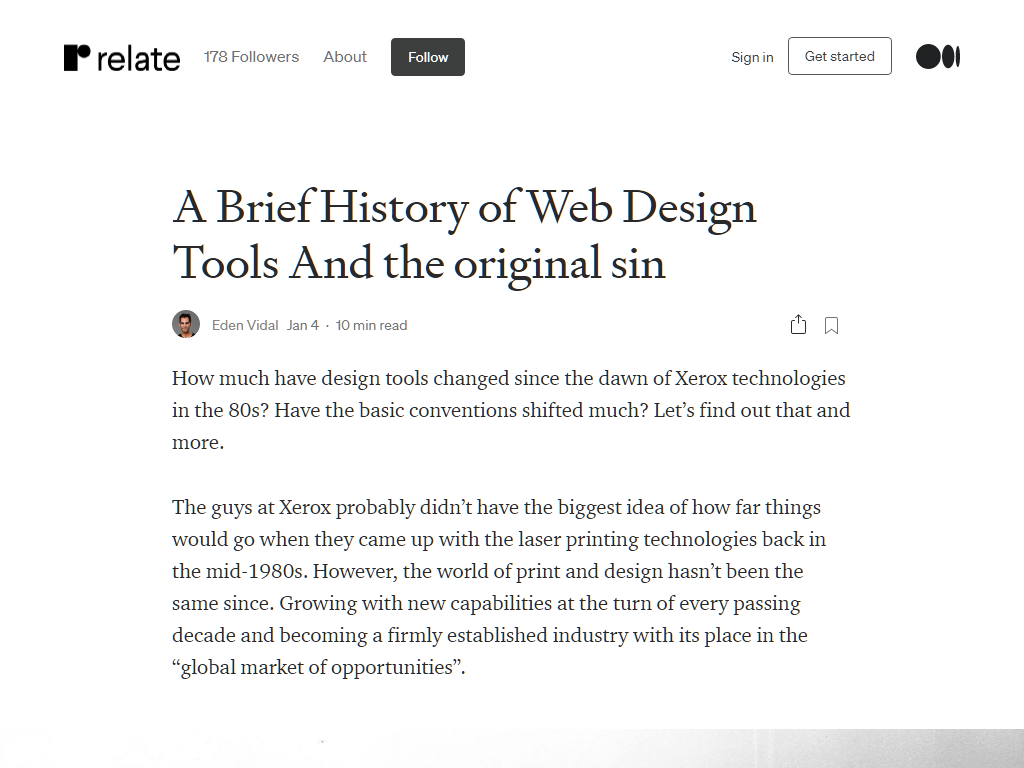 relate 178 Followers About Follow Sign in Get started
A Brief History of Web Design
Tools And the original sin
Eden Vidal Jan 4 · 10 min read
How much have design tools changed since the dawn of Xerox technologies
in the 80s? Have the basic conventions shifted much? Let’s find out that and
more.
The guys at Xerox probably didn’t have the biggest idea of how far things
would go when they came up with the laser printing technologies back in
the mid-1980s. However, the world of print and design hasn’t been the
same since. Growing with new capabilities at the turn of every passing
decade and becoming a firmly established industry with its place in the
“global market of opportunities”.